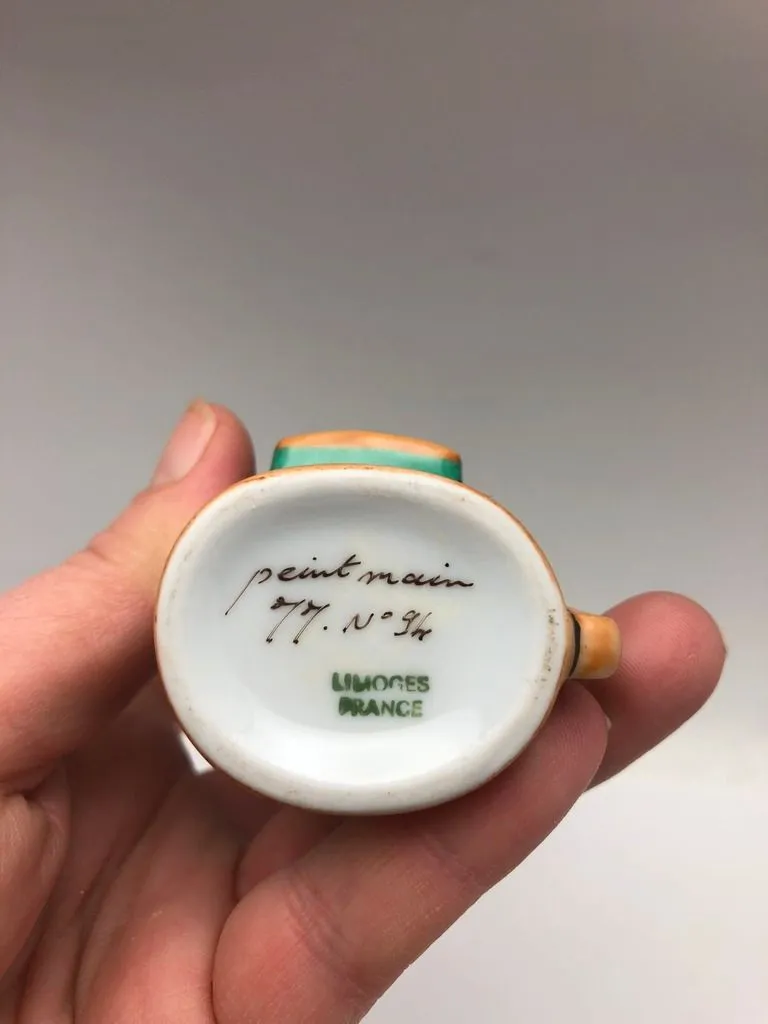 peint main
77. N° 94
LIMOGES
FRANCE